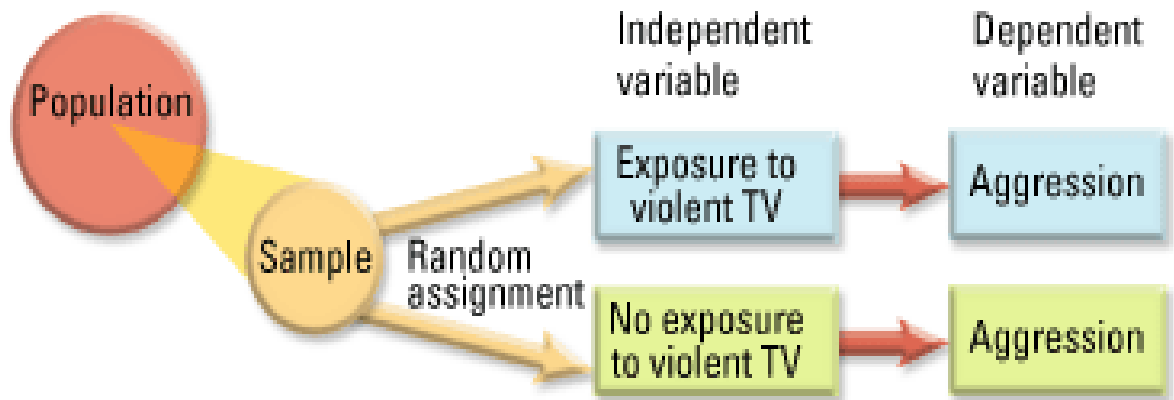 Population
Sample
Random
assignment
Independent
variable
Exposure to
violent TV
No exposure
to violent TV
Dependent
variable
Aggression
Aggression